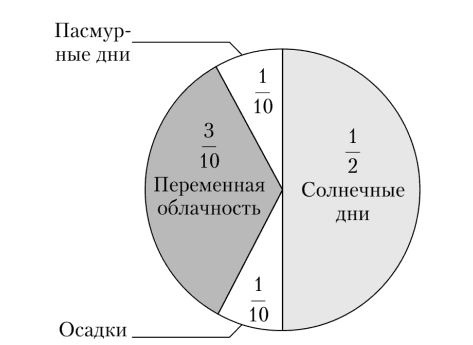 Пасмур-
ные дни
1
10
3
10
Переменная
облачность
1
2
Солнечные
дни
1
10
Осадки